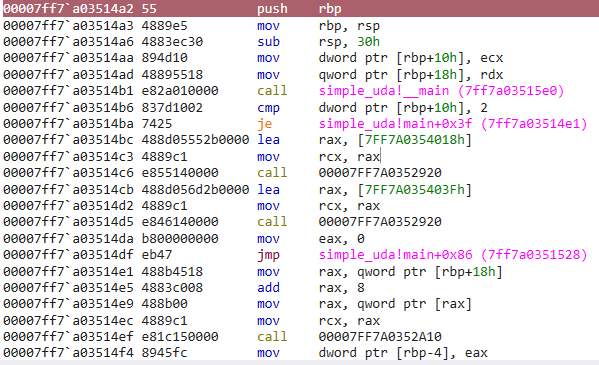 00007ff7`a03514a2 55 push rbp
00007ff7`a03514a3 4889e5 mov rbp, rsp
00007ff7`a03514a6 4883ec30 sub rsp, 30h
00007ff7`a03514aa 894d10 mov dword ptr [rbp+10h], ecx
00007ff7`a03514ad 48895518 mov qword ptr [rbp+18h], rdx
00007ff7`a03514b1 e82a010000 call simple_uda!__main (7ff7a03515e0)
00007ff7`a03514b6 837d1002 cmp dword ptr [rbp+10h], 2
00007ff7`a03514ba 7425 je simple_uda!main+0x3f (7ff7a03514e1)
00007ff7`a03514bc 488d05552b0000 lea rax, [7FF7A0354018h]
00007ff7`a03514c3 4889c1 mov rcx, rax
00007ff7`a03514c6 e855140000 call 00007FF7A0352920
00007ff7`a03514cb 488d056d2b0000 lea rax, [7FF7A035403Fh]
00007ff7`a03514d2 4889c1 mov rcx, rax
00007ff7`a03514d5 e846140000 call 00007FF7A0352920
00007ff7`a03514da b800000000 mov eax, 0
00007ff7`a03514df eb47 jmp simple_uda!main+0x86 (7ff7a0351528)
00007ff7`a03514e1 488b4518 mov rax, qword ptr [rbp+18h]
00007ff7`a03514e5 4883c008 add rax, 8
00007ff7`a03514e9 488b00 mov rax, qword ptr [rax]
00007ff7`a03514ec 4889c1 mov rcx, rax
00007ff7`a03514ef e81c150000 call 00007FF7A0352A10
00007ff7`a03514f4 8945fc mov dword ptr [rbp-4], eax